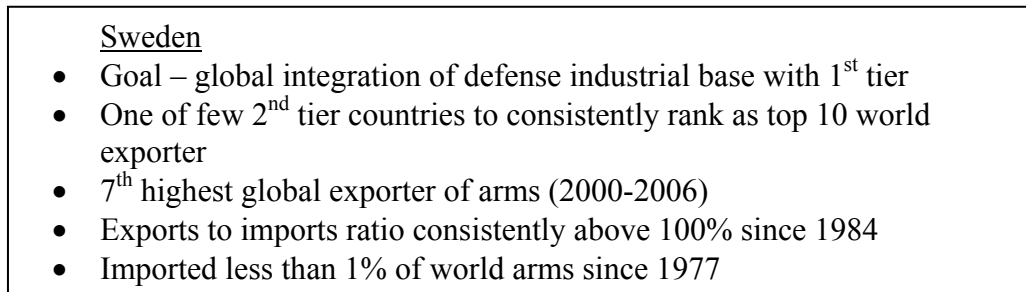 Sweden
• Goal – global integration of defense industrial base with 1st tier
• One of few 2nd tier countries to consistently rank as top 10 world
exporter
• 7th highest global exporter of arms (2000-2006)
• Exports to imports ratio consistently above 100% since 1984
• Imported less than 1% of world arms since 1977